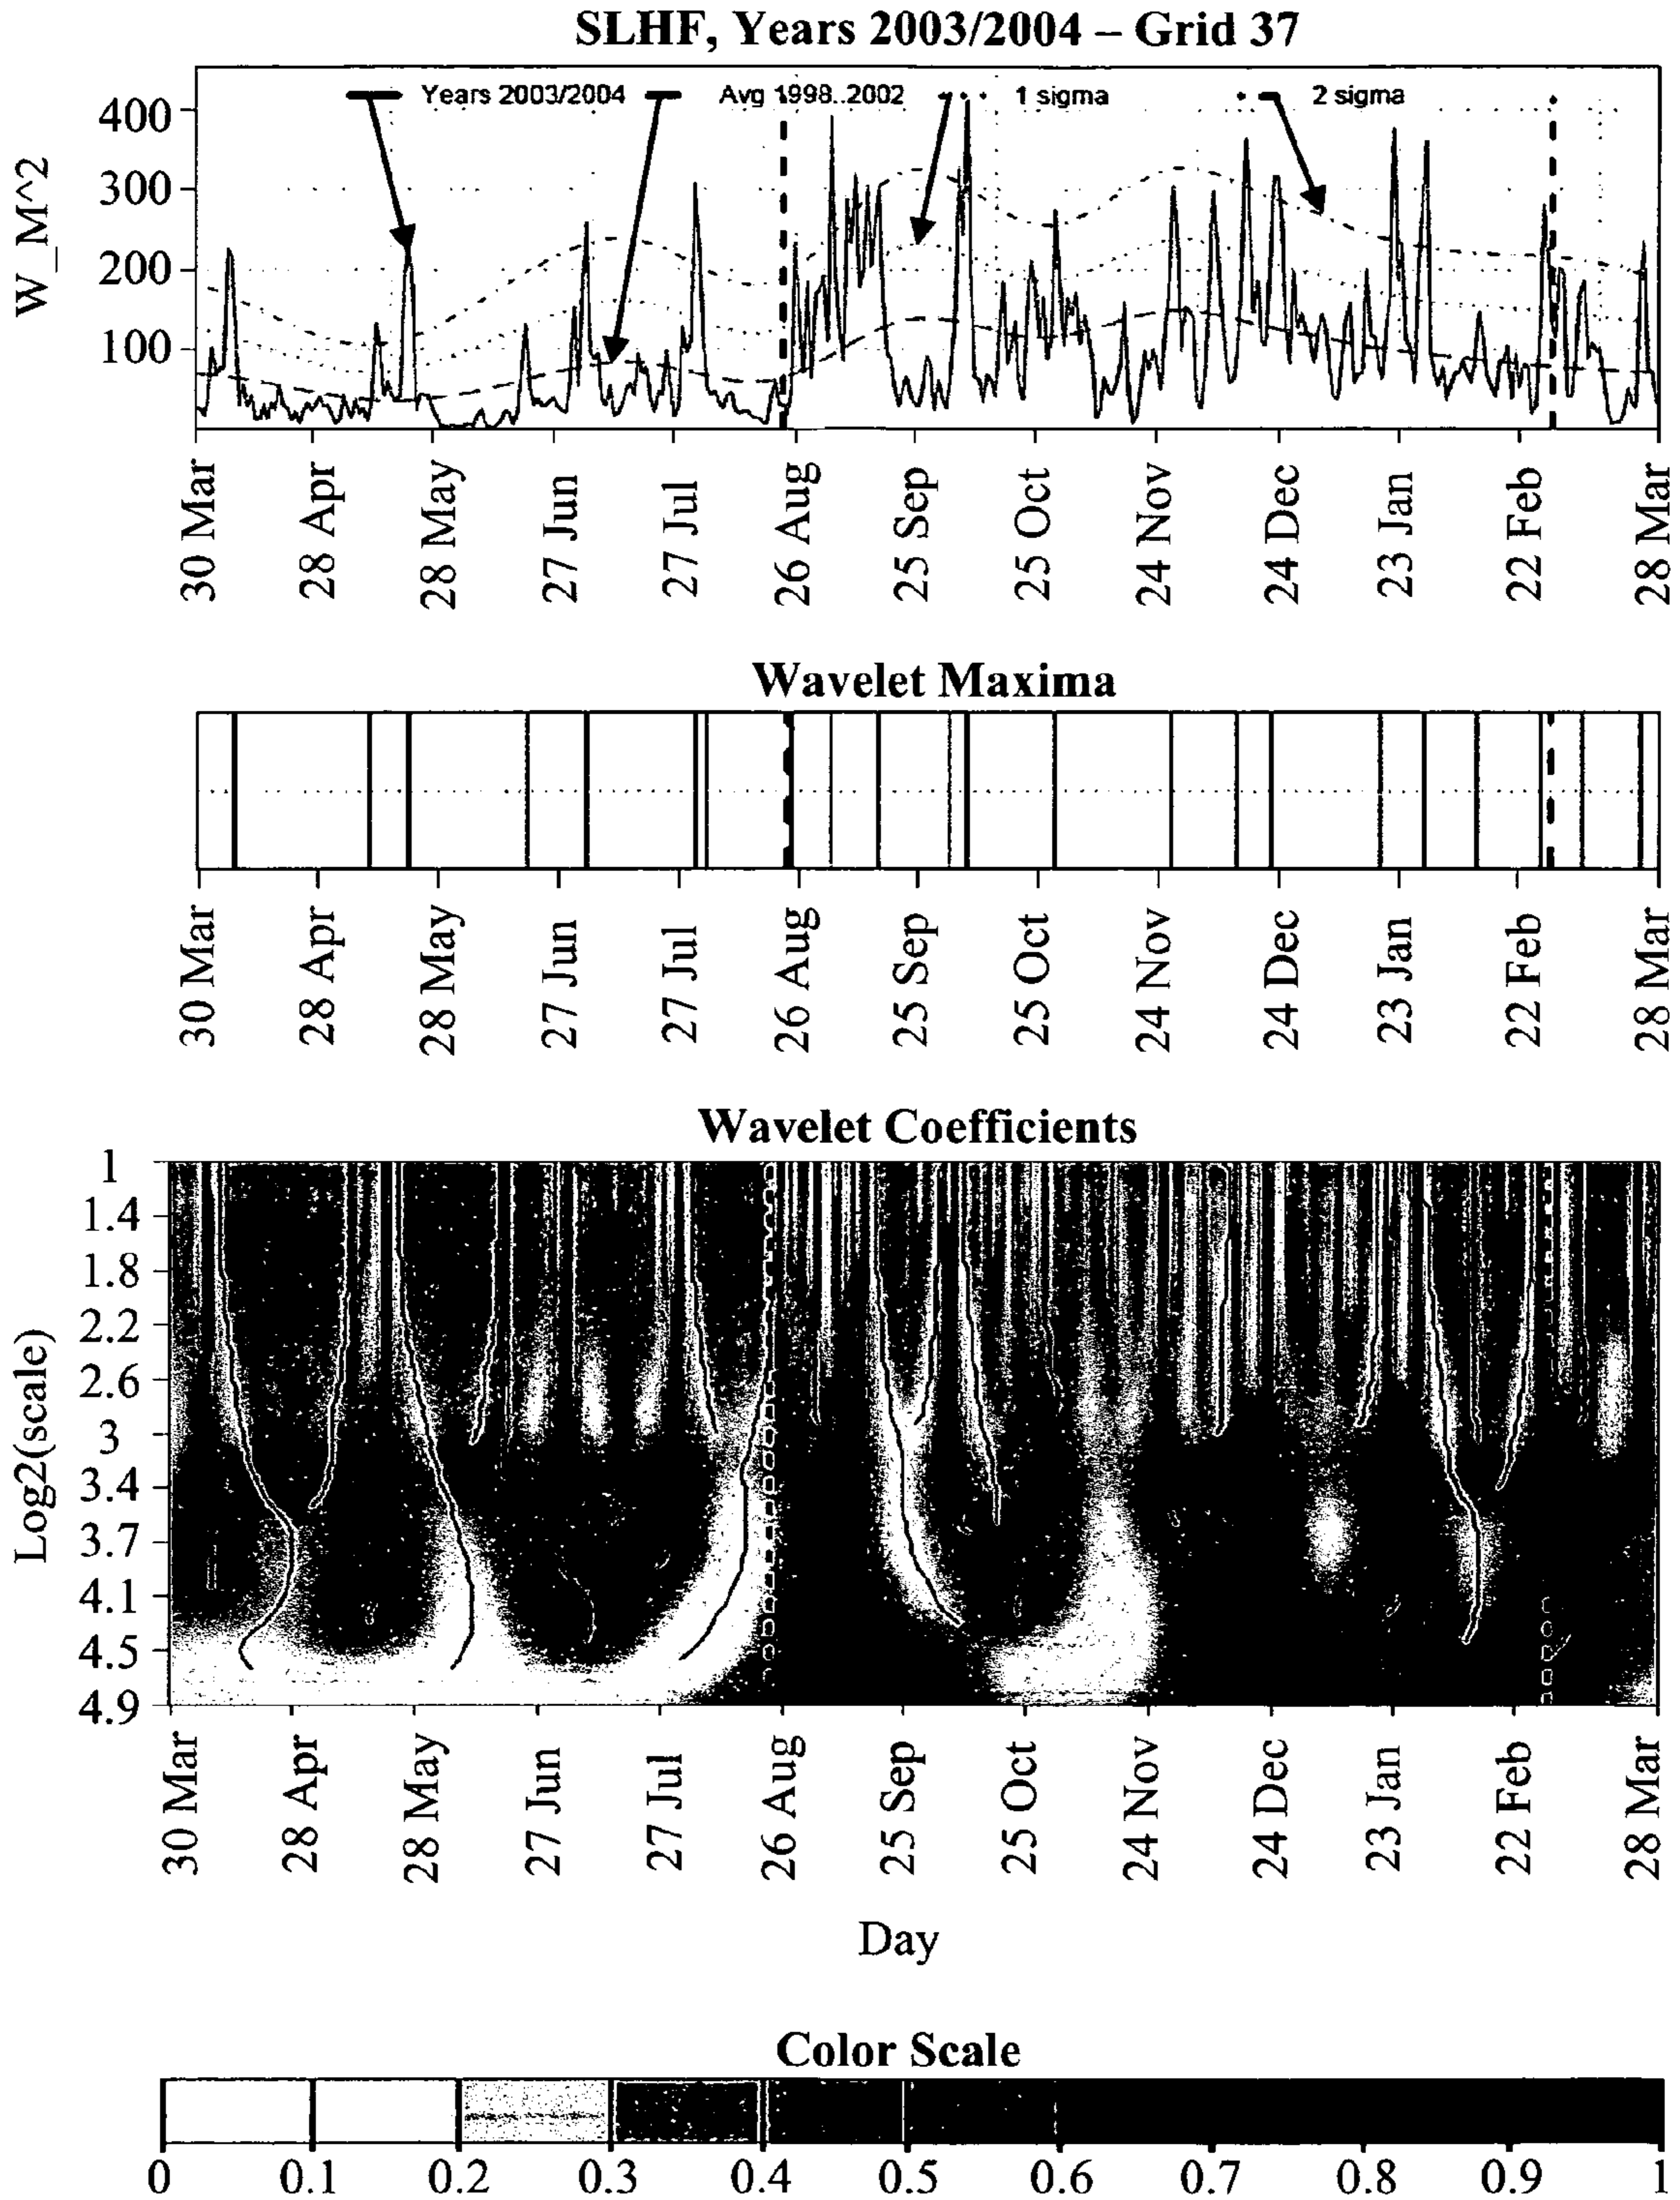 SLHF, Years 2003/2004 – Grid 37
Years 2003/2004 Avg 1998..2002 1 sigma 2 sigma
W_M^2
400
300
200
100
30 Mar 28 Apr 28 May 27 Jun 27 Jul 26 Aug 25 Sep 25 Oct 24 Nov 24 Dec 23 Jan 22 Feb 28 Mar
Wavelet Maxima
30 Mar 28 Apr 28 May 27 Jun 27 Jul 26 Aug 25 Sep 25 Oct 24 Nov 24 Dec 23 Jan 22 Feb 28 Mar
Wavelet Coefficients
Log2(scale)
1
1.4
1.8
2.2
2.6
3
3.4
3.7
4.1
4.5
4.9
30 Mar 28 Apr 28 May 27 Jun 27 Jul 26 Aug 25 Sep 25 Oct 24 Nov 24 Dec 23 Jan 22 Feb 28 Mar
Day
Color Scale
0 0.1 0.2 0.3 0.4 0.5 0.6 0.7 0.8 0.9 1